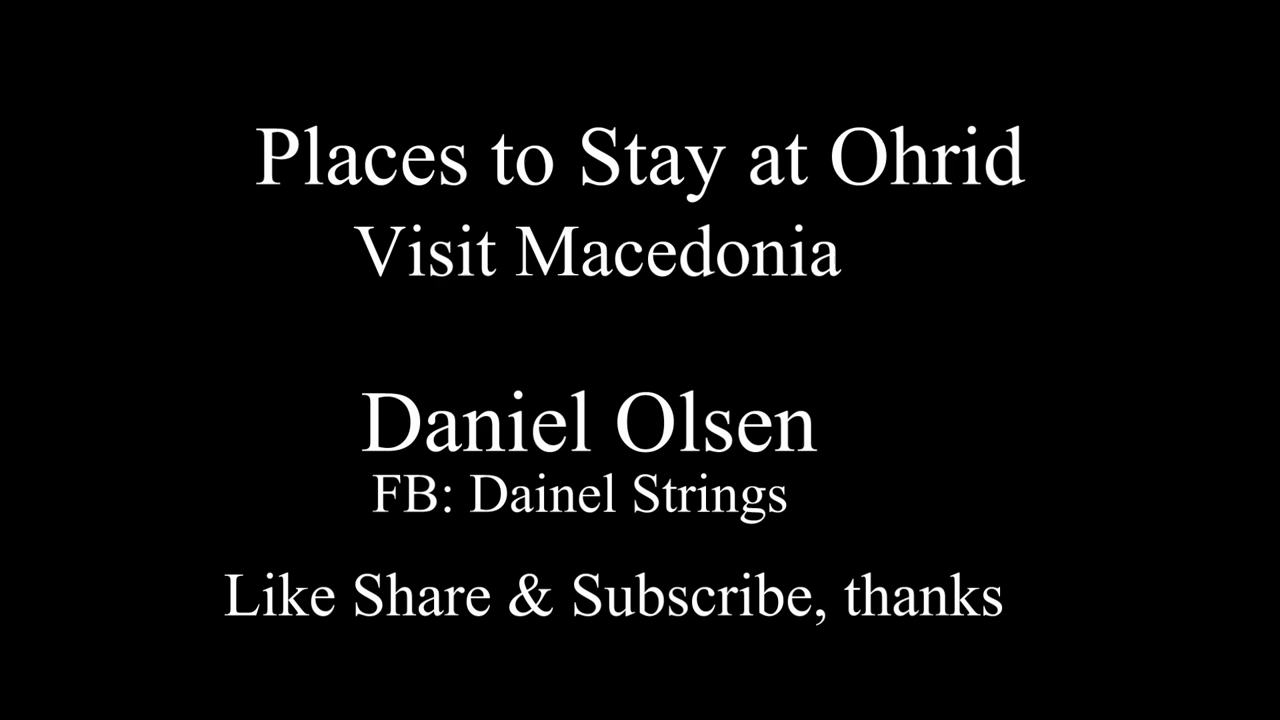 Places to Stay at Ohrid
Visit Macedonia
Daniel Olsen
FB: Dainel Strings
Like Share & Subscribe, thanks